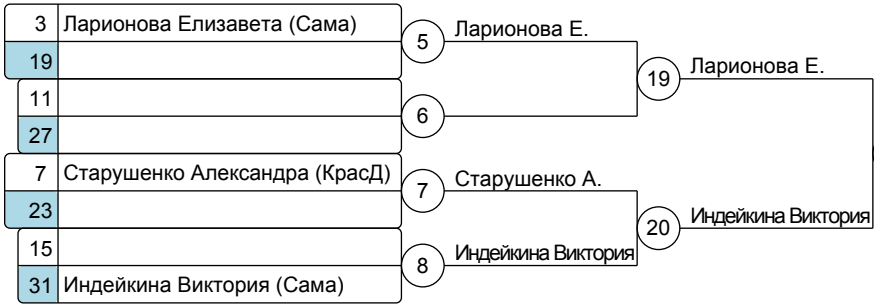 3 Ларионова Елизавета (Сама)
5 Ларионова Е.
19
19 Ларионова Е.
11
6
27
7 Старушенко Александра (КрасД)
7 Старушенко А.
23
20 Индейкина Виктория
15
8 Индейкина Виктория
31 Индейкина Виктория (Сама)